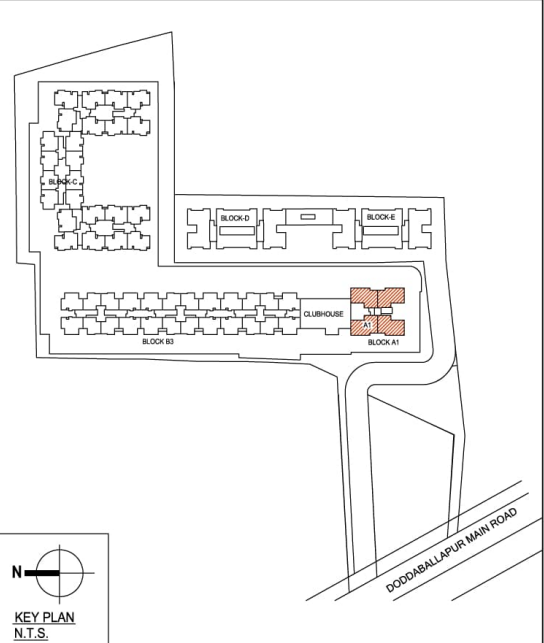 BLOCK-C
BLOCK-D
BLOCK-E
CLUBHOUSE
A1
BLOCK B3
BLOCK A1
DODDABALLAPUR MAIN ROAD
N
KEY PLAN
N.T.S.